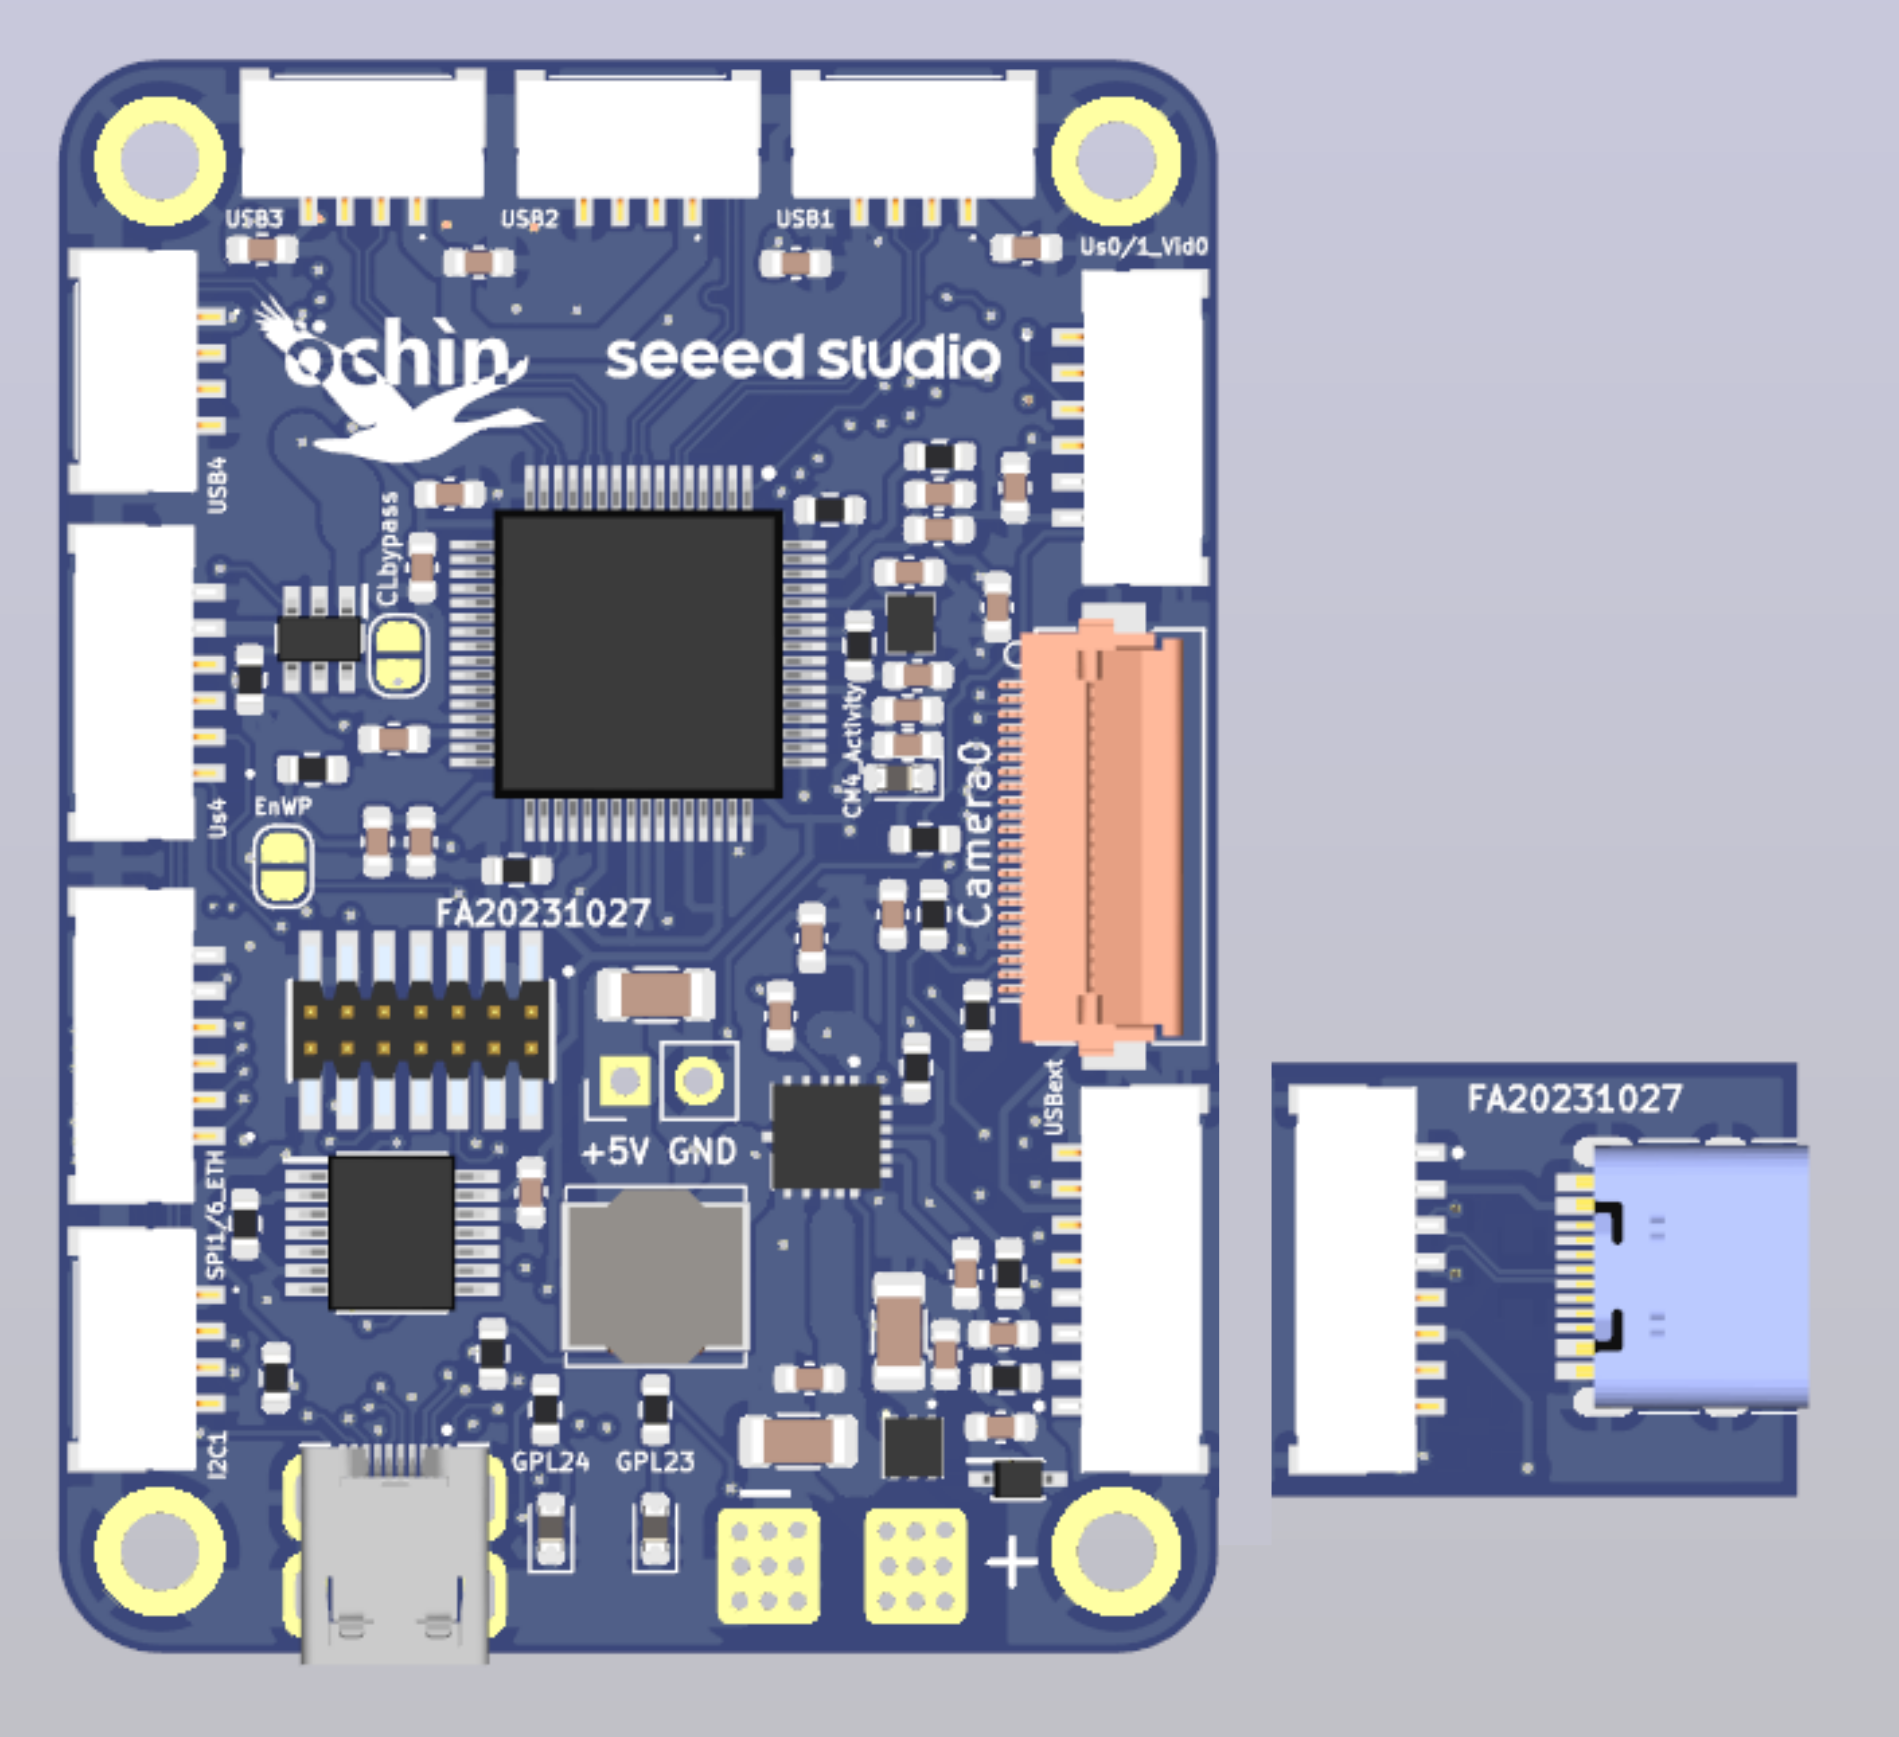 USB3
USB2
USB1
Us0/1_Vid0
öchìn
seeed studio
USB4
CLbypass
Us4
EnWP
CM4_Activity
Camera0
FA20231027
USBext
+5V
GND
SPI1/6_ETH
I2C1
GPL24
GPL23
+
FA20231027